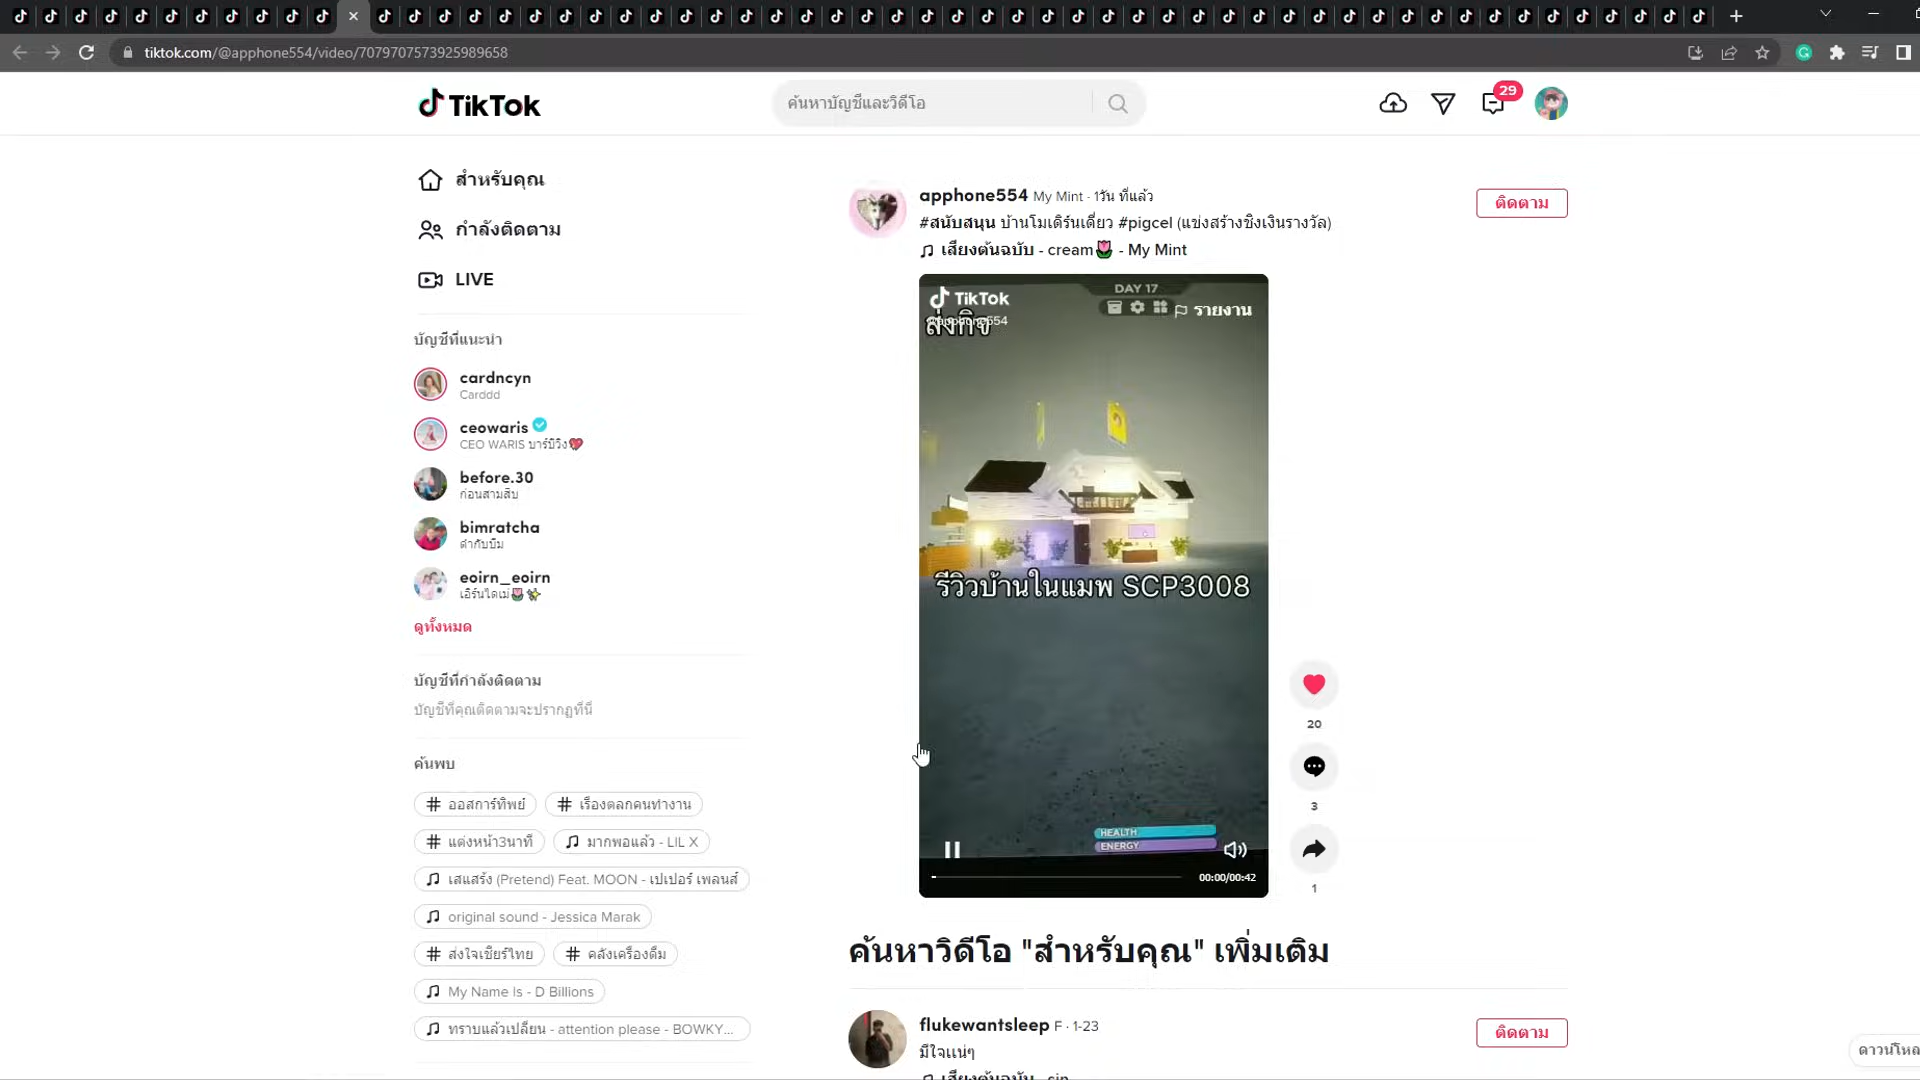 tiktok.com/@apphone554/video/7079707573925989658
TikTok
ค้นหาบัญชีและวิดีโอ
29
สำหรับคุณ
กำลังติดตาม
LIVE
บัญชีที่แนะนำ
cardncyn
Carddd
ceowaris
CEO WARIS บาร์บีวิ้ง💖
before.30
ก่อนสามสิบ
bimratcha
ดำกับบิม
eoirn_eoirn
เอิร์นไดเม่🌷✨
ดูทั้งหมด
บัญชีที่กำลังติดตาม
บัญชีที่คุณติดตามจะปรากฏที่นี่
ค้นพบ
# ออสการ์ทิพย์
# เรื่องตลกคนทำงาน
# แต่งหน้า3นาที
มากพอแล้ว - LIL X
เสแสร้ง (Pretend) Feat. MOON - เปเปอร์ เพลนส์
original sound - Jessica Marak
# ส่งใจเชียร์ไทย
# คลังเครื่องดื่ม
My Name is - D Billions
ทราบแล้วเปลี่ยน - attention please - BOWKY...
apphone554 My Mint · 1วัน ที่แล้ว
#สนับสนุน บ้านโมเดิร์นเดี่ยว #pigcel (แข่งสร้างชิงเงินรางวัล)
เสียงต้นฉบับ - cream🌷 - My Mint
ติดตาม
DAY 17
TikTok
รายงาน
ส่งกิจ
รีวิวบ้านในแมพ SCP3008
HEALTH
ENERGY
00:00/00:42
20
3
1
ค้นหาวิดีโอ "สำหรับคุณ" เพิ่มเติม
flukewantsleep F · 1-23
มีใจแน่ๆ
เสียงต้นฉบับ - sin
ติดตาม